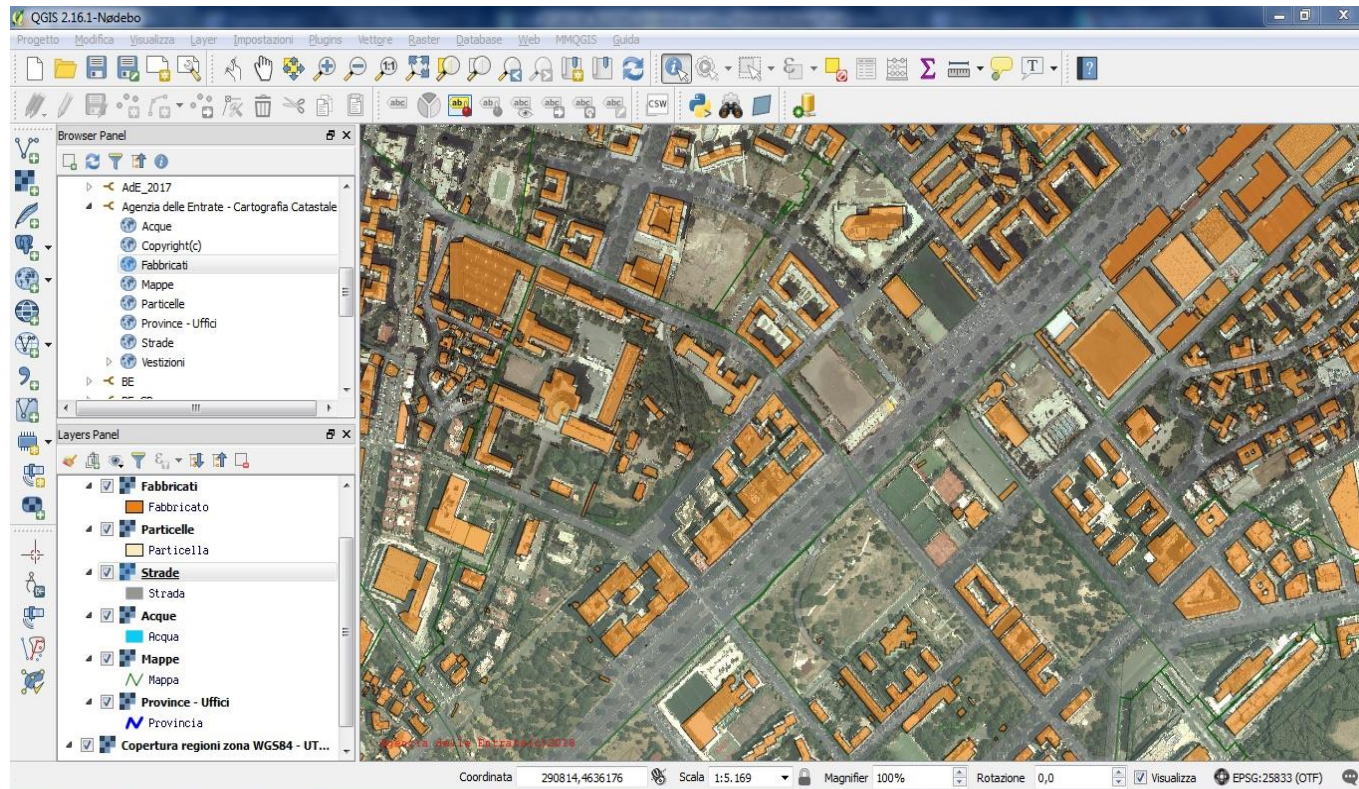 QGIS 2.16.1-Nødebo
Progetto Modifica Visualizza Layer Impostazioni Plugins Vettore Raster Database Web MMQGIS Guida
Browser Panel
AdE_2017
Agenzia delle Entrate - Cartografia Catastale
Acque
Copyright(c)
Fabbricati
Mappe
Particelle
Province - Uffici
Strade
Vestizioni
BE
Layers Panel
Fabbricati
Fabbricato
Particelle
Particella
Strade
Strada
Acque
Acqua
Mappe
Mappa
Province - Uffici
Provincia
Copertura regioni zona WGS84 - UT...
Coordinata 290814,4636176 Scala 1:5.169 Magnifier 100% Rotazione 0,0 Visualizza EPSG:25833 (OTF)